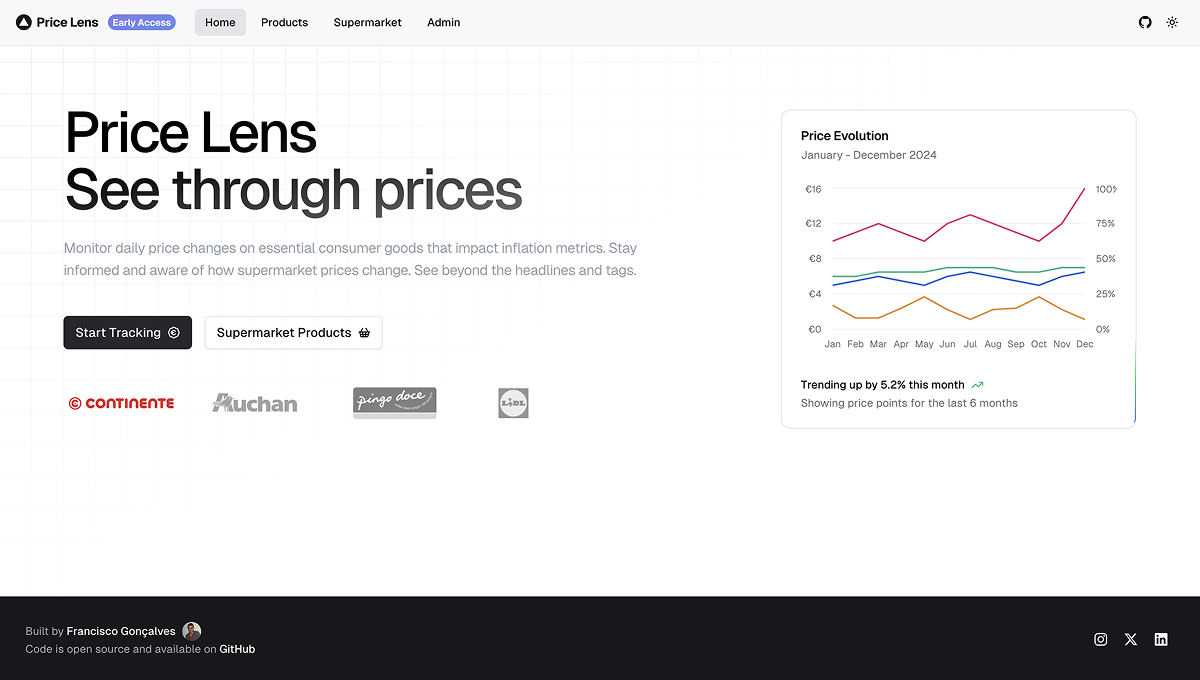 Price Lens Early Access Home Products Supermarket Admin
Price Lens
See through prices
Monitor daily price changes on essential consumer goods that impact inflation metrics. Stay
informed and aware of how supermarket prices change. See beyond the headlines and tags.
Start Tracking Supermarket Products
CONTINENTE Auchan pingo doce LIDL
Price Evolution
January - December 2024
€16 100%
€12 75%
€8 50%
€4 25%
€0 0%
Jan Feb Mar Apr May Jun Jul Aug Sep Oct Nov Dec
Trending up by 5.2% this month
Showing price points for the last 6 months
Built by Francisco Gonçalves
Code is open source and available on GitHub